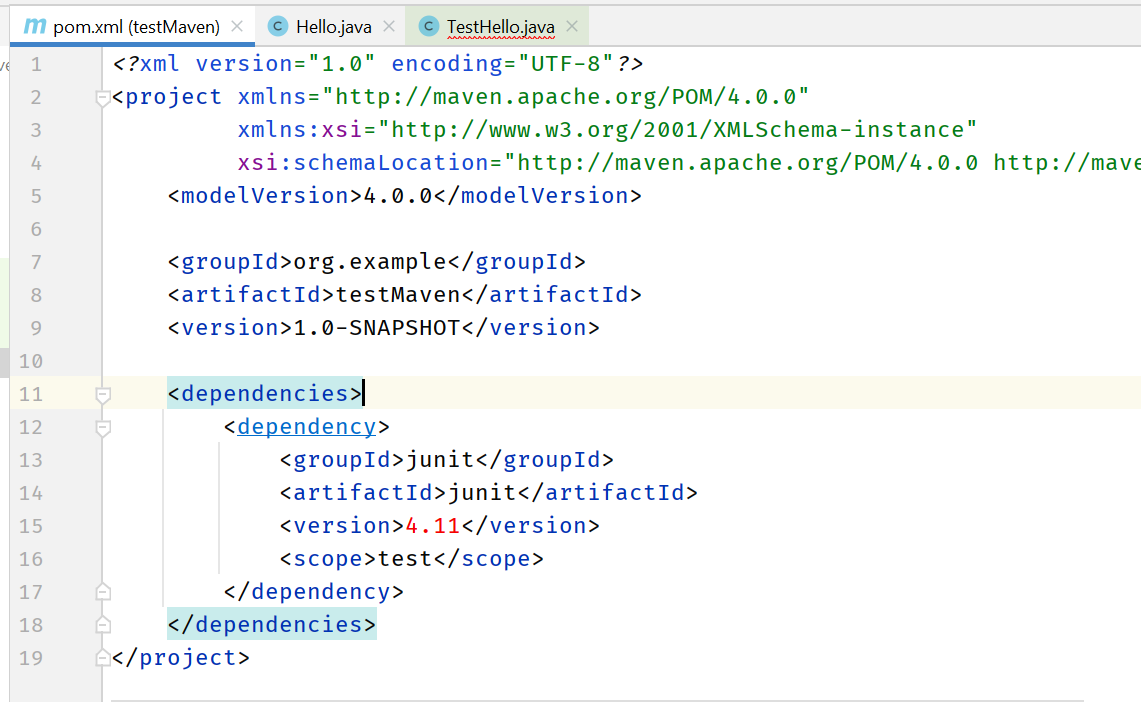 m pom.xml (testMaven) × C Hello.java × C TestHello.java ×
1 <?xml version="1.0" encoding="UTF-8"?>
2 <project xmlns="http://maven.apache.org/POM/4.0.0"
3 xmlns:xsi="http://www.w3.org/2001/XMLSchema-instance"
4 xsi:schemaLocation="http://maven.apache.org/POM/4.0.0 http://mave
5 <modelVersion>4.0.0</modelVersion>
6
7 <groupId>org.example</groupId>
8 <artifactId>testMaven</artifactId>
9 <version>1.0-SNAPSHOT</version>
10
11 <dependencies>
12 <dependency>
13 <groupId>junit</groupId>
14 <artifactId>junit</artifactId>
15 <version>4.11</version>
16 <scope>test</scope>
17 </dependency>
18 </dependencies>
19 </project>